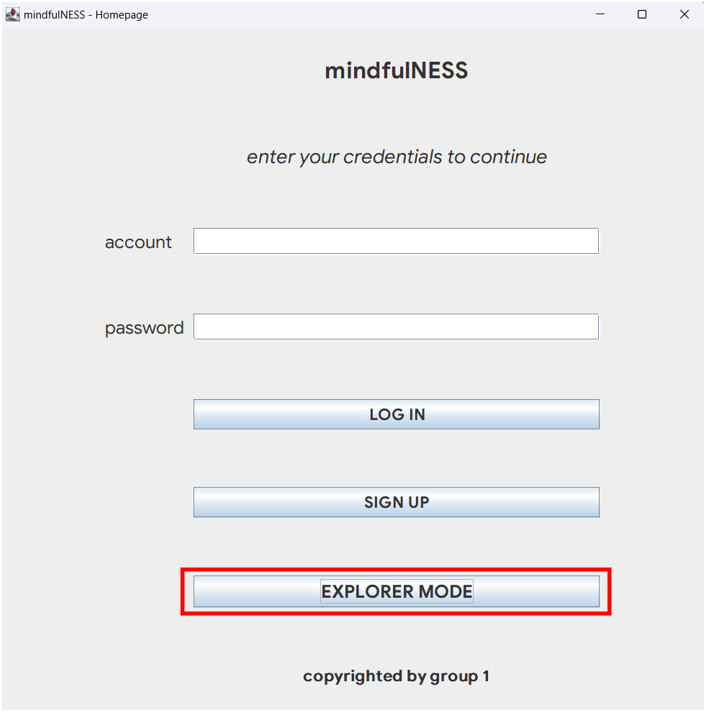 mindfulNESS - Homepage
mindfulNESS
enter your credentials to continue
account
password
LOG IN
SIGN UP
EXPLORER MODE
copyrighted by group 1